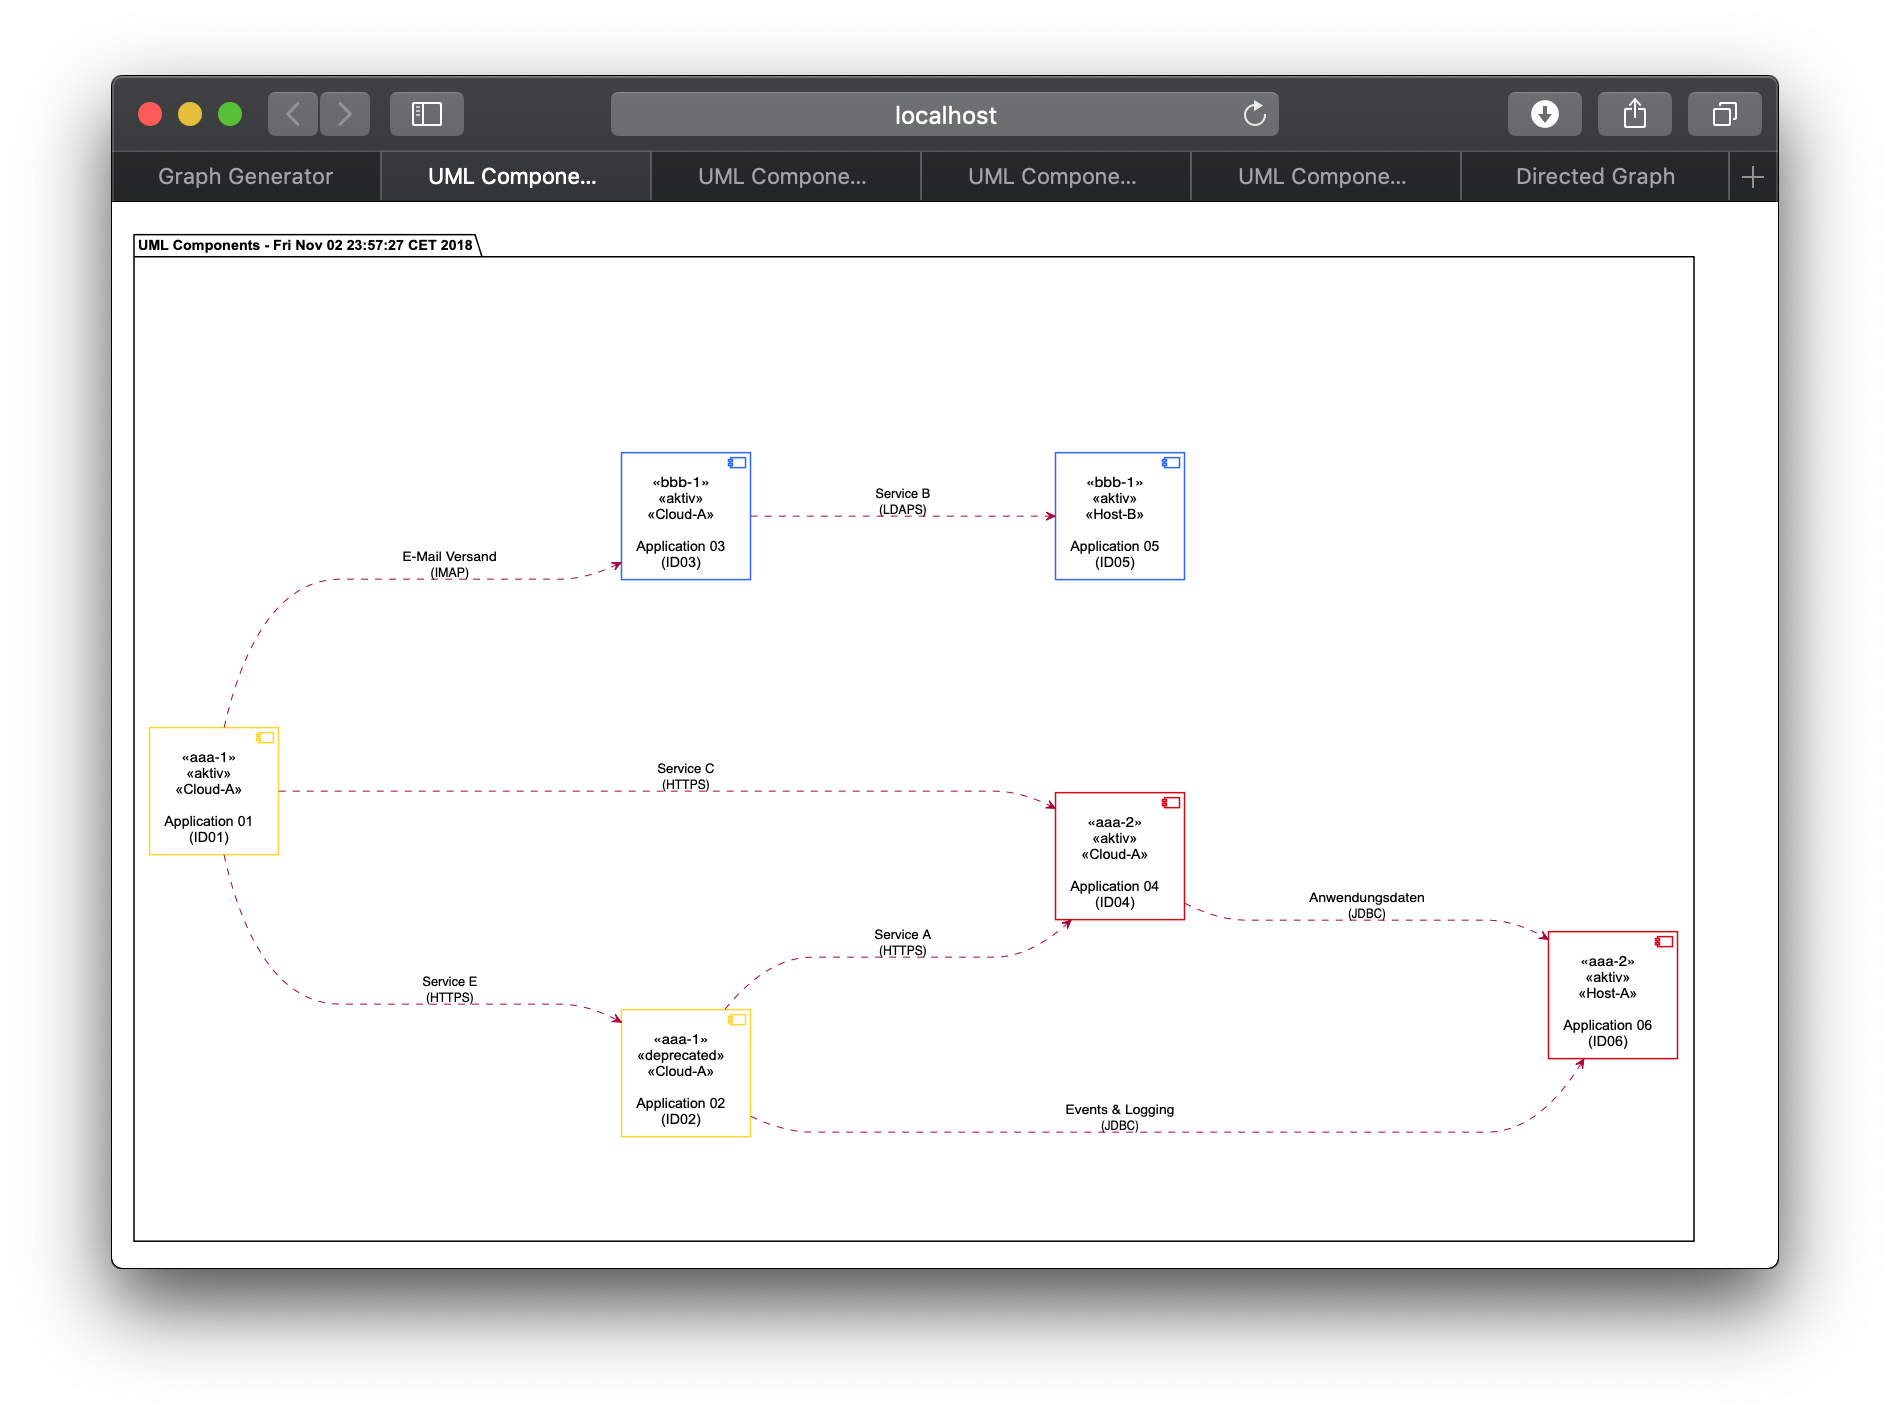 localhost
Graph Generator
UML Compone...
UML Compone...
UML Compone...
UML Compone...
Directed Graph
UML Components - Fri Nov 02 23:57:27 CET 2018
«bbb-1»
«aktiv»
«Cloud-A»
Application 03
(ID03)
Service B
(LDAPS)
«bbb-1»
«aktiv»
«Host-B»
Application 05
(ID05)
E-Mail Versand
(IMAP)
«aaa-1»
«aktiv»
«Cloud-A»
Application 01
(ID01)
Service C
(HTTPS)
«aaa-2»
«aktiv»
«Cloud-A»
Application 04
(ID04)
Anwendungsdaten
(JDBC)
Service A
(HTTPS)
«aaa-2»
«aktiv»
«Host-A»
Application 06
(ID06)
Service E
(HTTPS)
«aaa-1»
«deprecated»
«Cloud-A»
Application 02
(ID02)
Events & Logging
(JDBC)